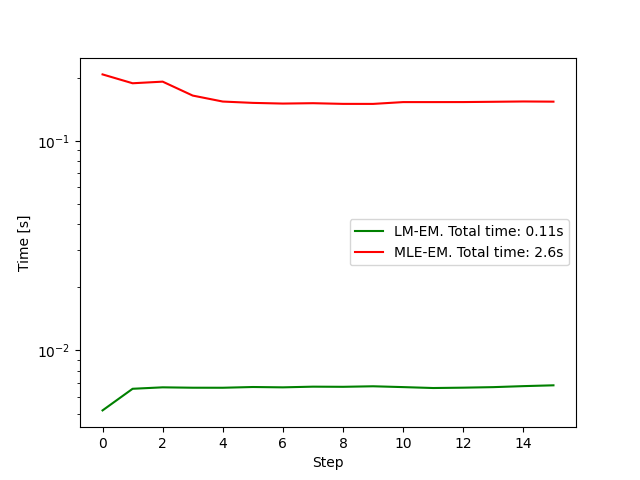 10⁻¹
10⁻²
Time [s]
LM-EM. Total time: 0.11s
MLE-EM. Total time: 2.6s
0 2 4 6 8 10 12 14
Step